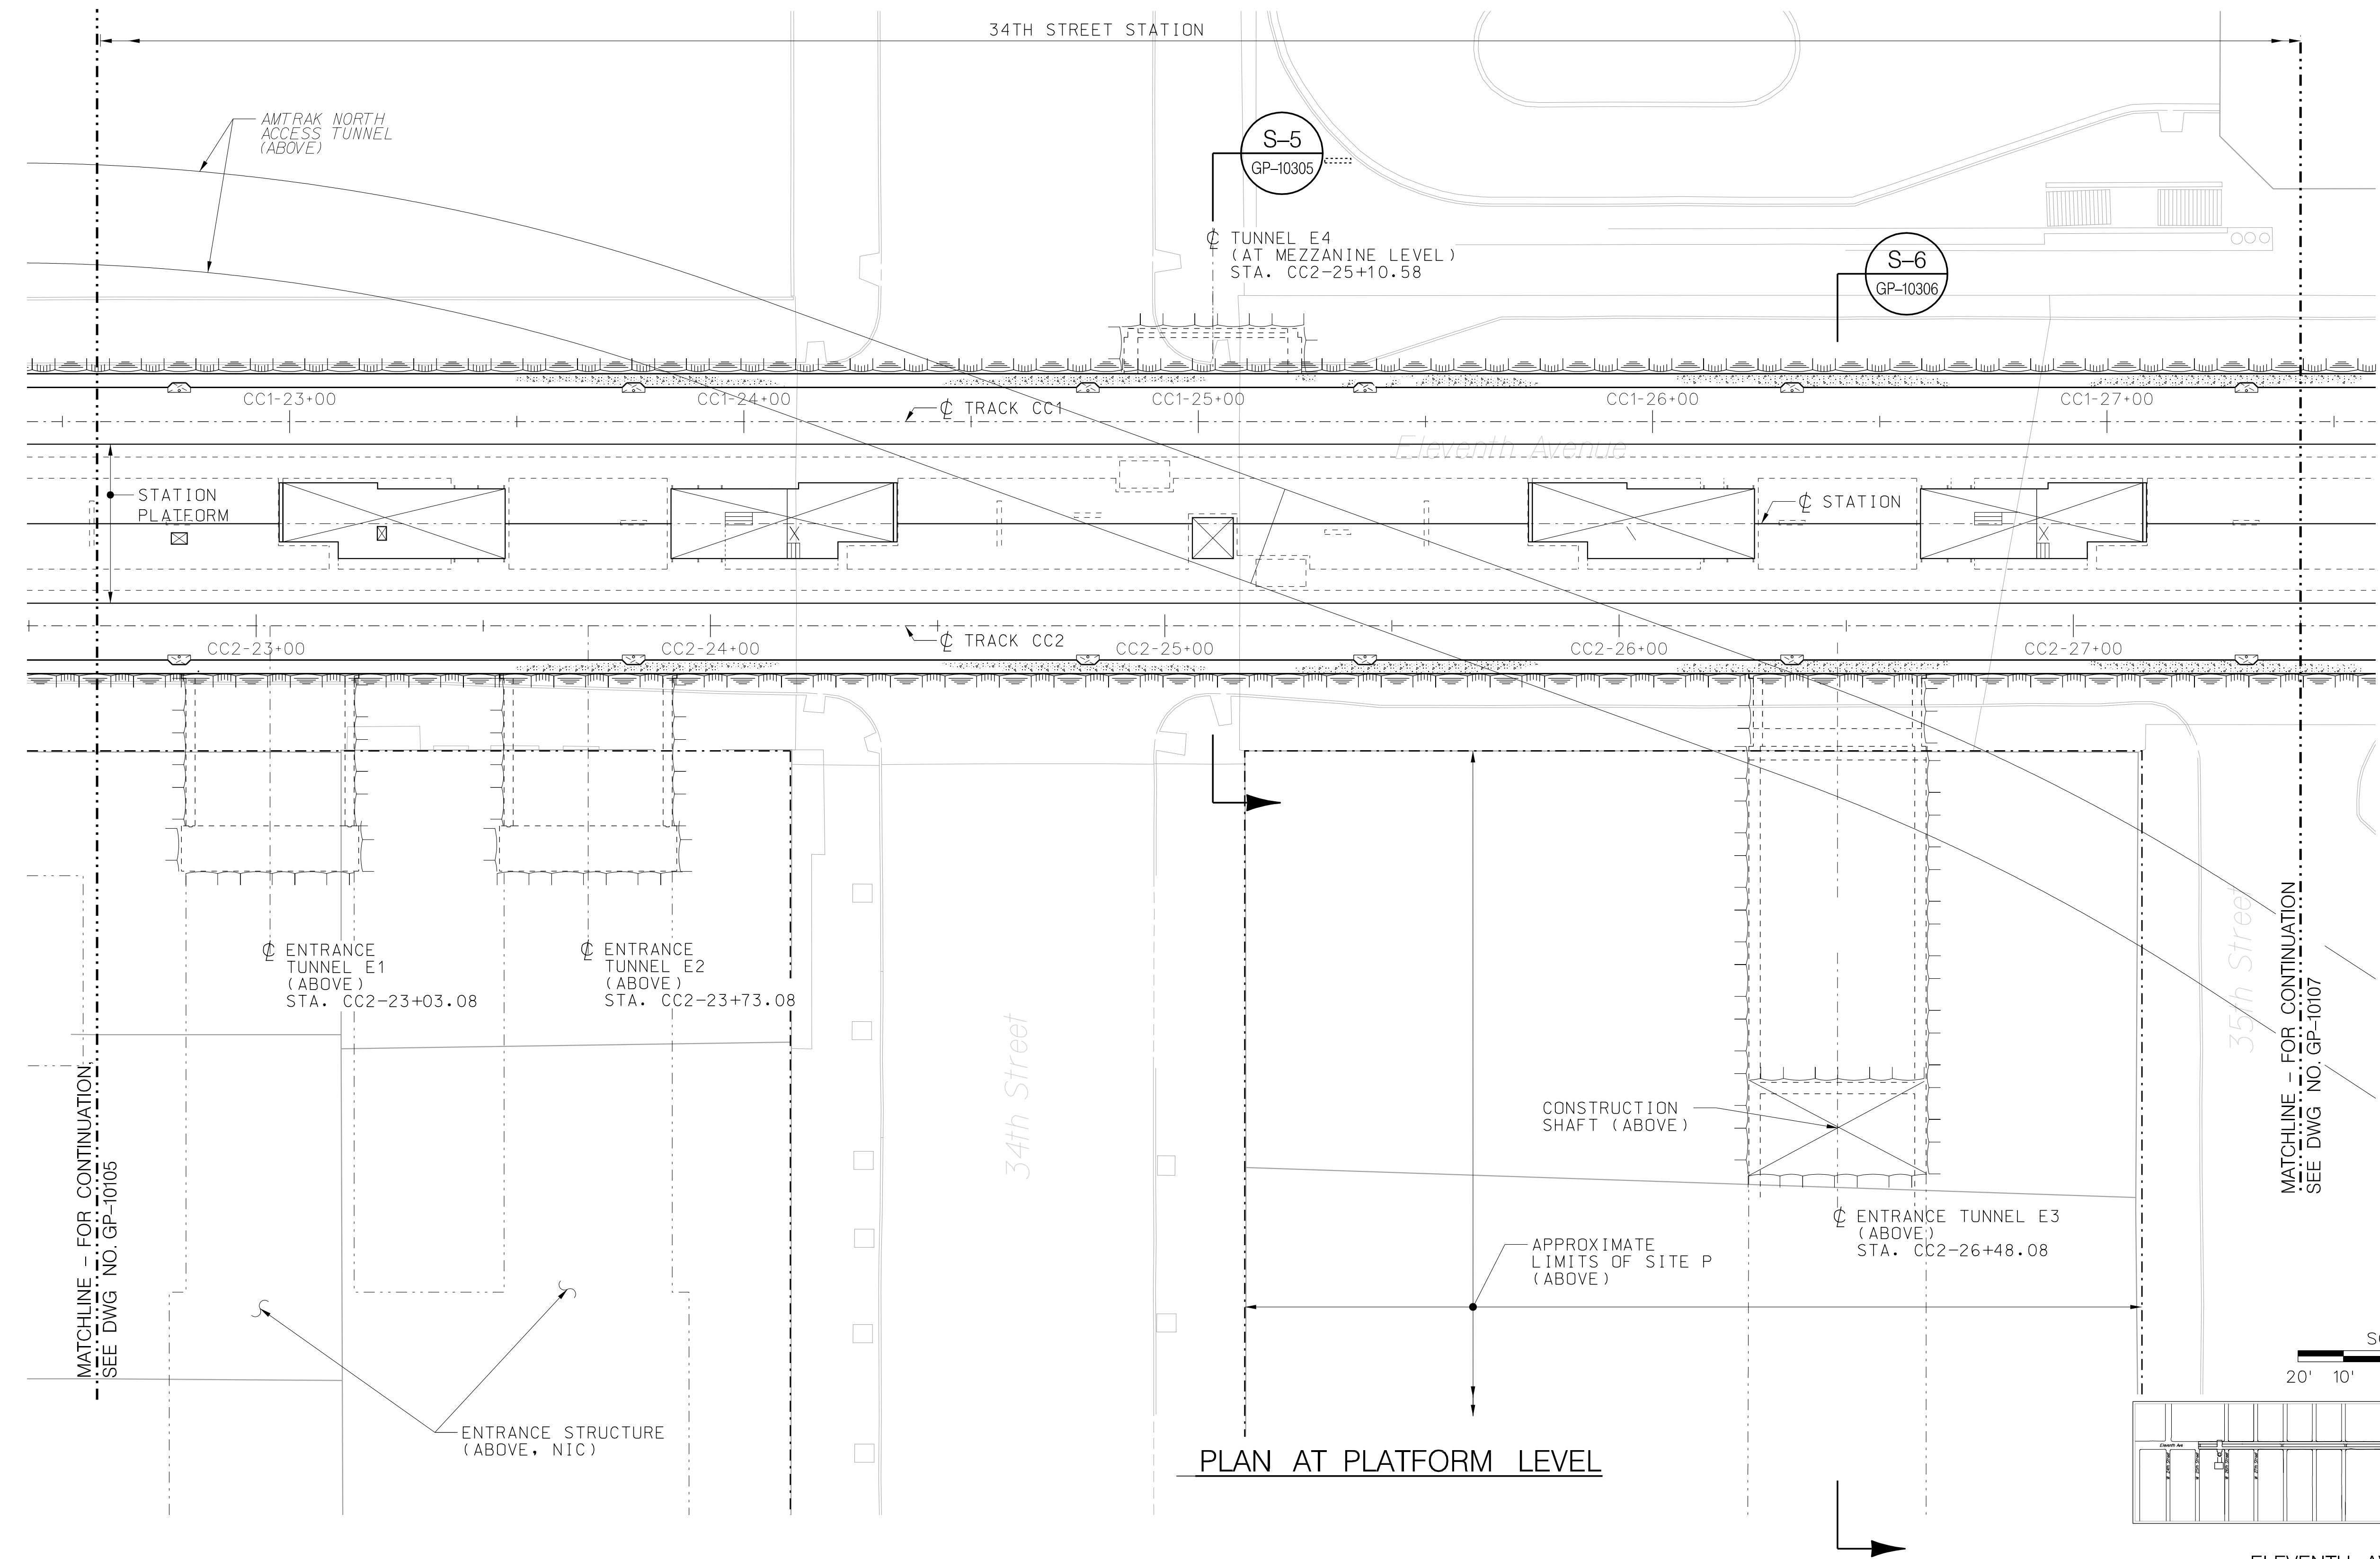 34TH STREET STATION
AMTRAK NORTH
ACCESS TUNNEL
(ABOVE)
S-5
GP-10305
℄ TUNNEL E4
(AT MEZZANINE LEVEL)
STA. CC2-25+10.58
S-6
GP-10306
CC1-23+00
CC1-24+00
℄ TRACK CC1
CC1-25+00
CC1-26+00
CC1-27+00
Eleventh Avenue
STATION
PLATFORM
℄ STATION
CC2-23+00
CC2-24+00
℄ TRACK CC2
CC2-25+00
CC2-26+00
CC2-27+00
℄ ENTRANCE
TUNNEL E1
(ABOVE)
STA. CC2-23+03.08
℄ ENTRANCE
TUNNEL E2
(ABOVE)
STA. CC2-23+73.08
34th Street
35th Street
MATCHLINE - FOR CONTINUATION,
SEE DWG NO. GP-10105
MATCHLINE - FOR CONTINUATION
SEE DWG NO. GP-10107
CONSTRUCTION
SHAFT (ABOVE)
℄ ENTRANCE TUNNEL E3
(ABOVE)
STA. CC2-26+48.08
APPROXIMATE
LIMITS OF SITE P
(ABOVE)
ENTRANCE STRUCTURE
(ABOVE, NIC)
PLAN AT PLATFORM LEVEL
20' 10'
Eleventh Ave